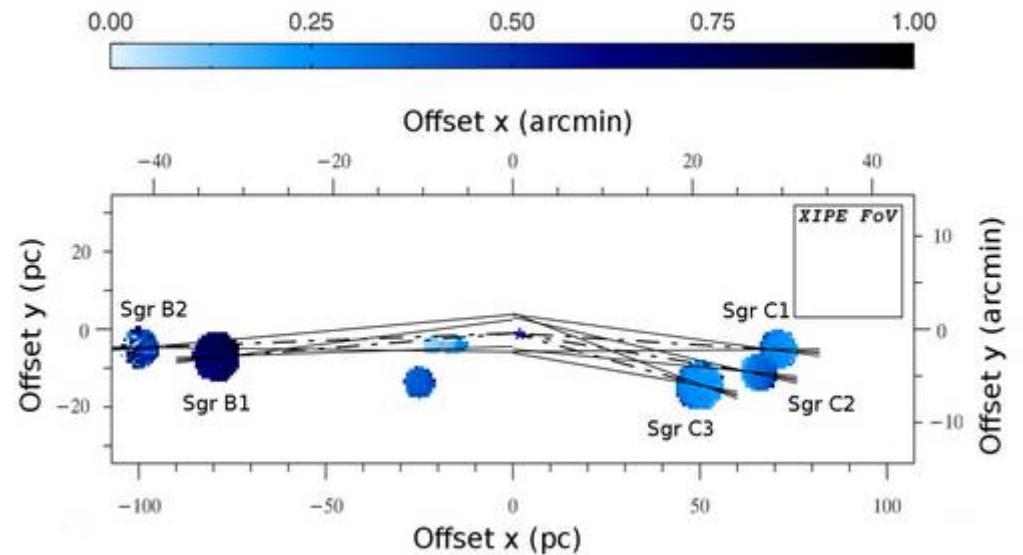 0.00 0.25 0.50 0.75 1.00
Offset x (arcmin)
−40 −20 0 20 40
XIPE FoV
20 10
Sgr B2 Sgr C1
0 0
Sgr B1 Sgr C2
−20 −10
Sgr C3
Offset y (pc)
Offset y (arcmin)
−100 −50 0 50 100
Offset x (pc)